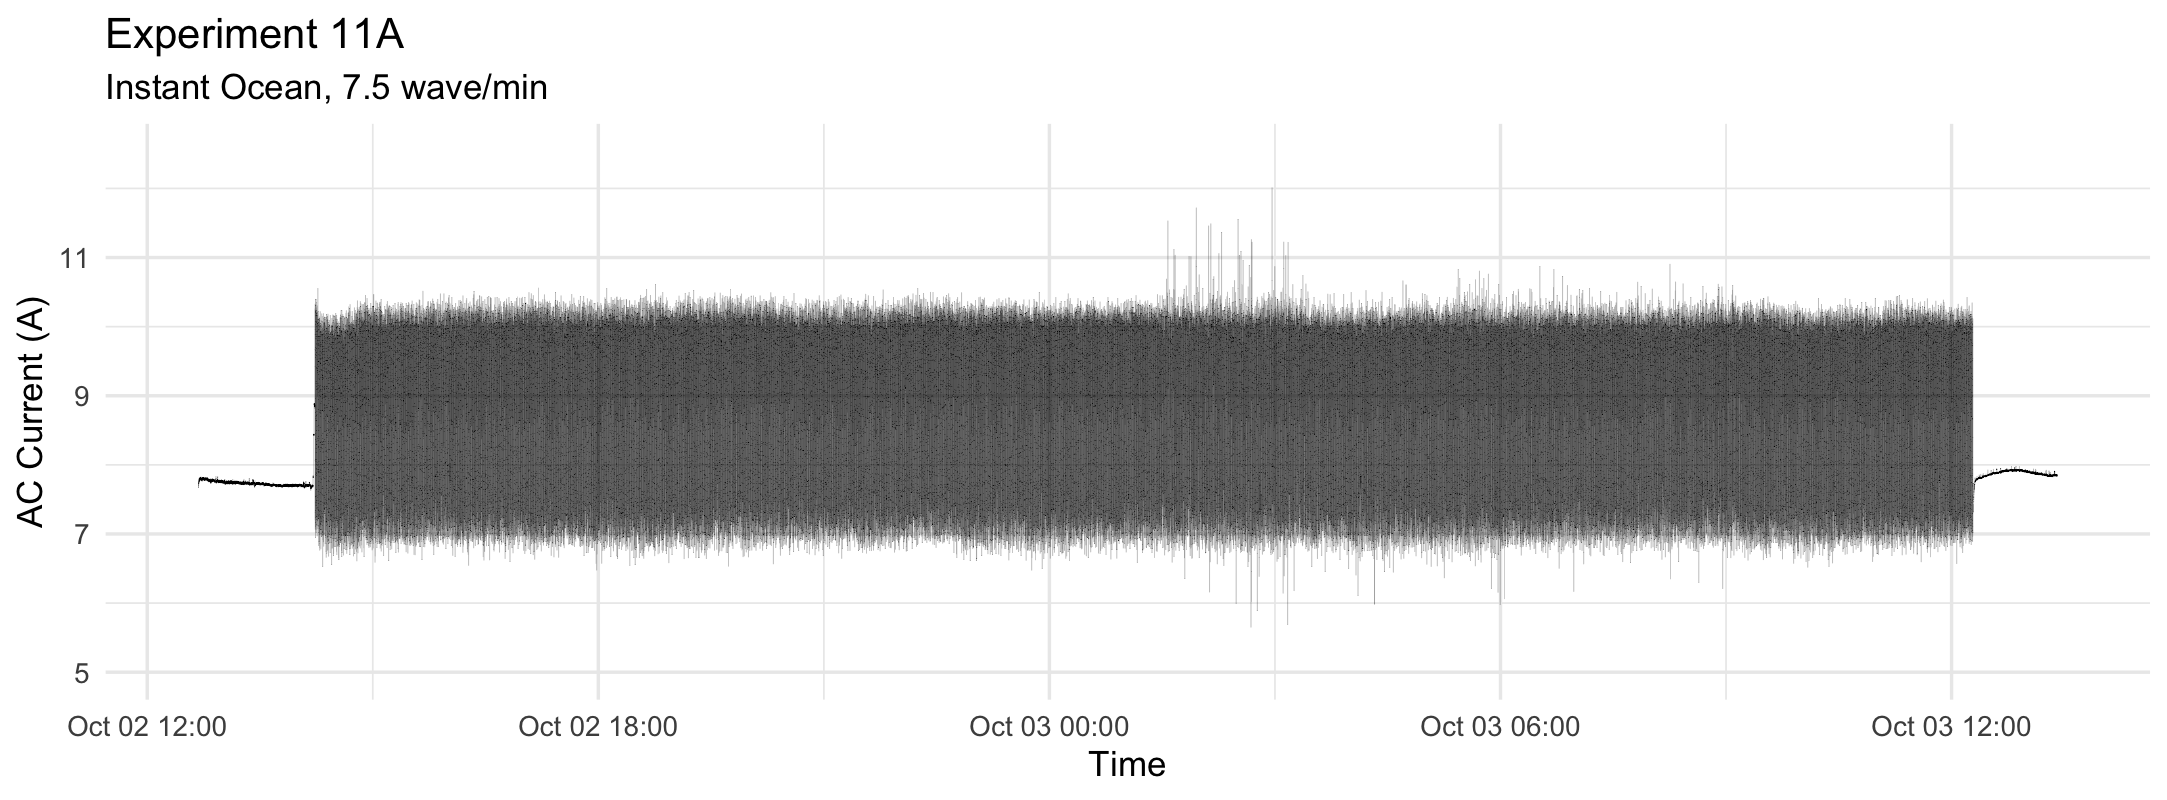 Experiment 11A
Instant Ocean, 7.5 wave/min
AC Current (A)
11
9
7
5
Oct 02 12:00
Oct 02 18:00
Oct 03 00:00
Oct 03 06:00
Oct 03 12:00
Time